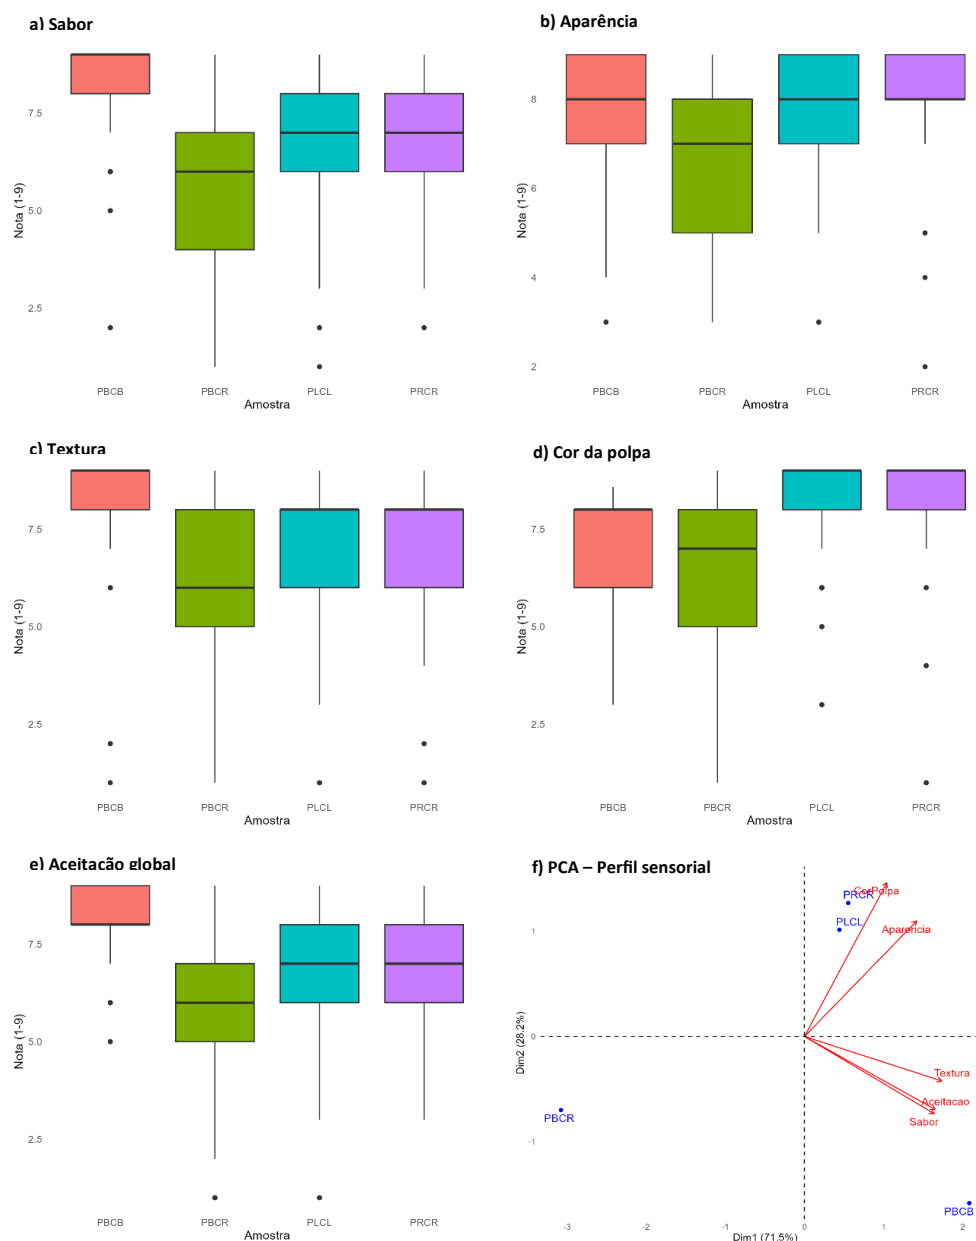 a) Sabor
Nota (1-9)
7.5
5.0
2.5
PBCB PBCR PLCL PRCR
Amostra
b) Aparência
Nota (1-9)
8
6
4
2
PBCB PBCR PLCL PRCR
Amostra
c) Textura
Nota (1-9)
7.5
5.0
2.5
PBCB PBCR PLCL PRCR
Amostra
d) Cor da polpa
Nota (1-9)
7.5
5.0
2.5
PBCB PBCR PLCL PRCR
Amostra
e) Aceitação global
Nota (1-9)
7.5
5.0
2.5
PBCB PBCR PLCL PRCR
Amostra
f) PCA – Perfil sensorial
Dim2 (28.2%)
1
0
-1
CorPolpa
PRCR
PLCL
Aparencia
Textura
Aceitacao
Sabor
PBCR
PBCB
-3 -2 -1 0 1 2
Dim1 (71.5%)